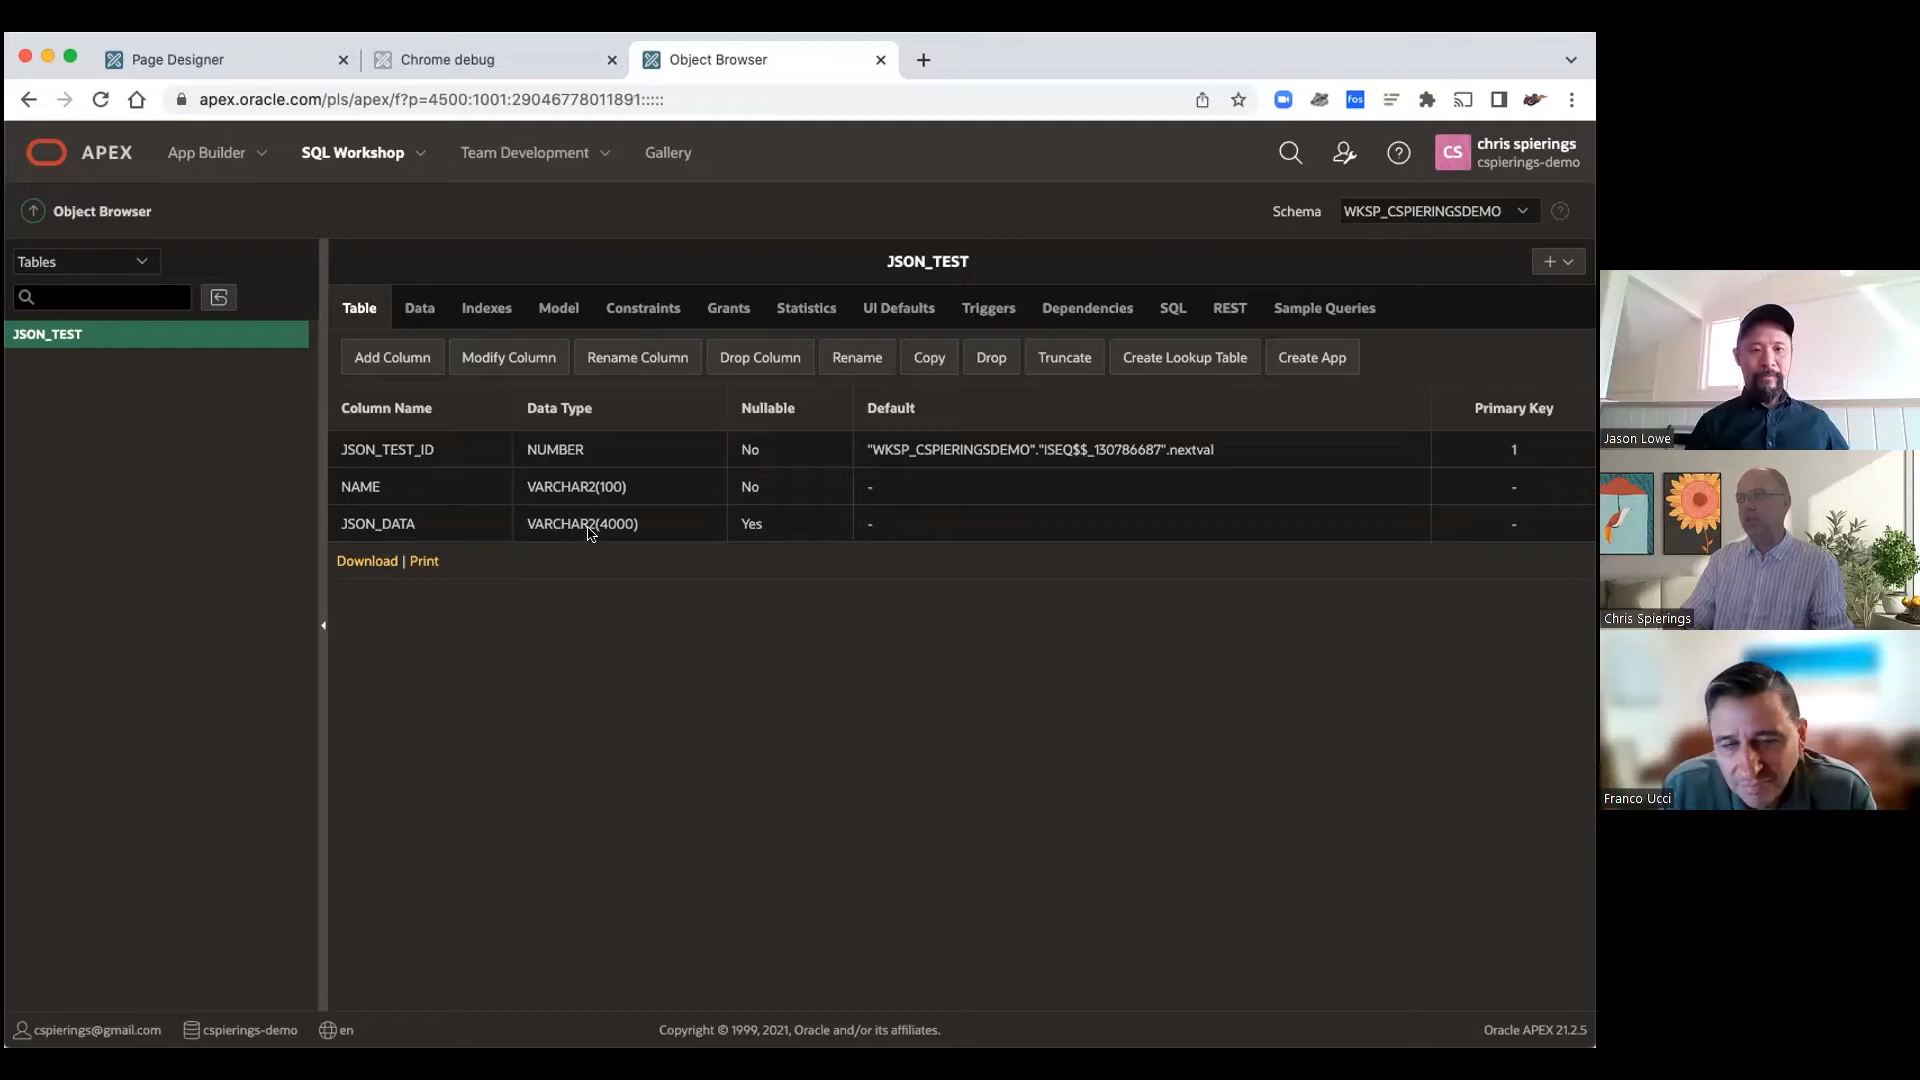 Page Designer
Chrome debug
Object Browser
apex.oracle.com/pls/apex/f?p=4500:1001:29046778011891:::::
fos
APEX
App Builder
SQL Workshop
Team Development
Gallery
CS
chris spierings
cspierings-demo
Object Browser
Schema
WKSP_CSPIERINGSDEMO
Tables
JSON_TEST
JSON_TEST
Table Data Indexes Model Constraints Grants Statistics UI Defaults Triggers Dependencies SQL REST Sample Queries
Add Column Modify Column Rename Column Drop Column Rename Copy Drop Truncate Create Lookup Table Create App
Column Name Data Type Nullable Default Primary Key
JSON_TEST_ID NUMBER No "WKSP_CSPIERINGSDEMO"."ISEQ$$_130786687".nextval 1
NAME VARCHAR2(100) No - -
JSON_DATA VARCHAR2(4000) Yes - -
Download | Print
Jason Lowe
Chris Spierings
Franco Ucci
cspierings@gmail.com cspierings-demo en
Copyright © 1999, 2021, Oracle and/or its affiliates.
Oracle APEX 21.2.5